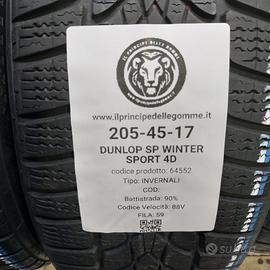 IL PRINCIPE DELLE GOMME
www.ilprincipedellegomme.it
205-45-17
DUNLOP SP WINTER
SPORT 4D
codice prodotto: 64552
Tipo: INVERNALI
COD:
Battistrada: 90%
Codice Velocità: 88V
FILA: 59
subito